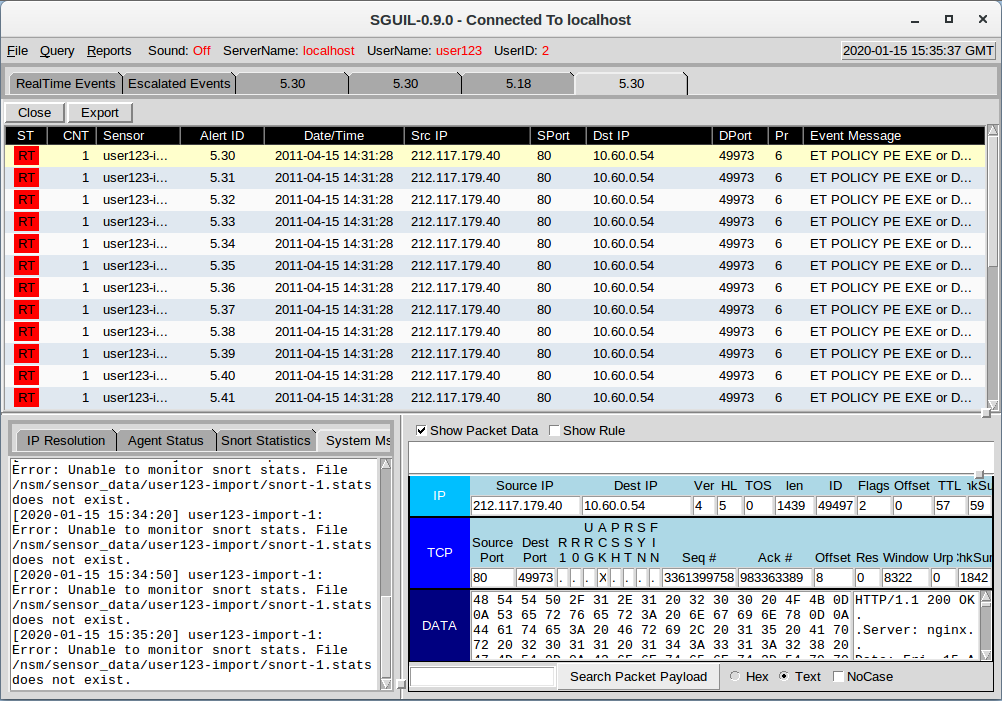 SGUIL-0.9.0 - Connected To localhost
File Query Reports Sound: Off ServerName: localhost UserName: user123 UserID: 2 2020-01-15 15:35:37 GMT
RealTime Events Escalated Events 5.30 5.30 5.18 5.30
Close Export
ST CNT Sensor Alert ID Date/Time Src IP SPort Dst IP DPort Pr Event Message
RT 1 user123-i... 5.30 2011-04-15 14:31:28 212.117.179.40 80 10.60.0.54 49973 6 ET POLICY PE EXE or D...
RT 1 user123-i... 5.31 2011-04-15 14:31:28 212.117.179.40 80 10.60.0.54 49973 6 ET POLICY PE EXE or D...
RT 1 user123-i... 5.32 2011-04-15 14:31:28 212.117.179.40 80 10.60.0.54 49973 6 ET POLICY PE EXE or D...
RT 1 user123-i... 5.33 2011-04-15 14:31:28 212.117.179.40 80 10.60.0.54 49973 6 ET POLICY PE EXE or D...
RT 1 user123-i... 5.34 2011-04-15 14:31:28 212.117.179.40 80 10.60.0.54 49973 6 ET POLICY PE EXE or D...
RT 1 user123-i... 5.35 2011-04-15 14:31:28 212.117.179.40 80 10.60.0.54 49973 6 ET POLICY PE EXE or D...
RT 1 user123-i... 5.36 2011-04-15 14:31:28 212.117.179.40 80 10.60.0.54 49973 6 ET POLICY PE EXE or D...
RT 1 user123-i... 5.37 2011-04-15 14:31:28 212.117.179.40 80 10.60.0.54 49973 6 ET POLICY PE EXE or D...
RT 1 user123-i... 5.38 2011-04-15 14:31:28 212.117.179.40 80 10.60.0.54 49973 6 ET POLICY PE EXE or D...
RT 1 user123-i... 5.39 2011-04-15 14:31:28 212.117.179.40 80 10.60.0.54 49973 6 ET POLICY PE EXE or D...
RT 1 user123-i... 5.40 2011-04-15 14:31:28 212.117.179.40 80 10.60.0.54 49973 6 ET POLICY PE EXE or D...
RT 1 user123-i... 5.41 2011-04-15 14:31:28 212.117.179.40 80 10.60.0.54 49973 6 ET POLICY PE EXE or D...
IP Resolution Agent Status Snort Statistics System Ms
Error: Unable to monitor snort stats. File
/nsm/sensor_data/user123-import/snort-1.stats
does not exist.
[2020-01-15 15:34:20] user123-import-1:
Error: Unable to monitor snort stats. File
/nsm/sensor_data/user123-import/snort-1.stats
does not exist.
[2020-01-15 15:34:50] user123-import-1:
Error: Unable to monitor snort stats. File
/nsm/sensor_data/user123-import/snort-1.stats
does not exist.
[2020-01-15 15:35:20] user123-import-1:
Error: Unable to monitor snort stats. File
/nsm/sensor_data/user123-import/snort-1.stats
does not exist.
Show Packet Data Show Rule
IP
Source IP Dest IP Ver HL TOS len ID Flags Offset TTL hkSu
212.117.179.40 10.60.0.54 4 5 0 1439 49497 2 0 57 59
TCP
U A P R S F
Source Dest R R R C S S Y I
Port Port 1 0 G K H T N N Seq # Ack # Offset Res Window Urp hkSur
80 49973 . . . X . . . . 3361399758 983363389 8 0 8322 0 1842
DATA
48 54 54 50 2F 31 2E 31 20 32 30 30 20 4F 4B 0D HTTP/1.1 200 OK
0A 53 65 72 76 65 72 3A 20 6E 67 69 6E 78 0D 0A .
44 61 74 65 3A 20 46 72 69 2C 20 31 35 20 41 70 .Server: nginx.
72 20 32 30 31 31 20 31 34 3A 33 31 3A 32 38 20 .
Search Packet Payload Hex Text NoCase